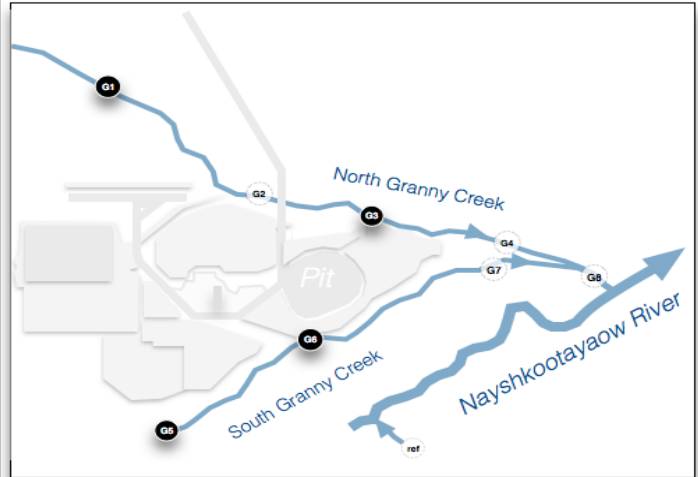 G1
G2
North Granny Creek
G3
G4
Pit
G7
G8
G6
South Granny Creek
Nayshkootayaow River
G5
ref